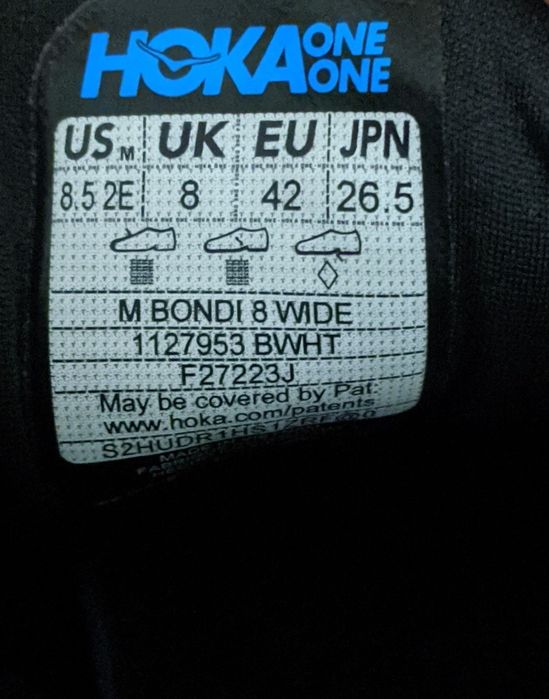 HOKA ONE ONE
US M UK EU JPN
8.5 2E 8 42 26.5
M BONDI 8 WIDE
1127953 BWHT
F27223J
May be covered by Pat.
www.hoka.com/patents